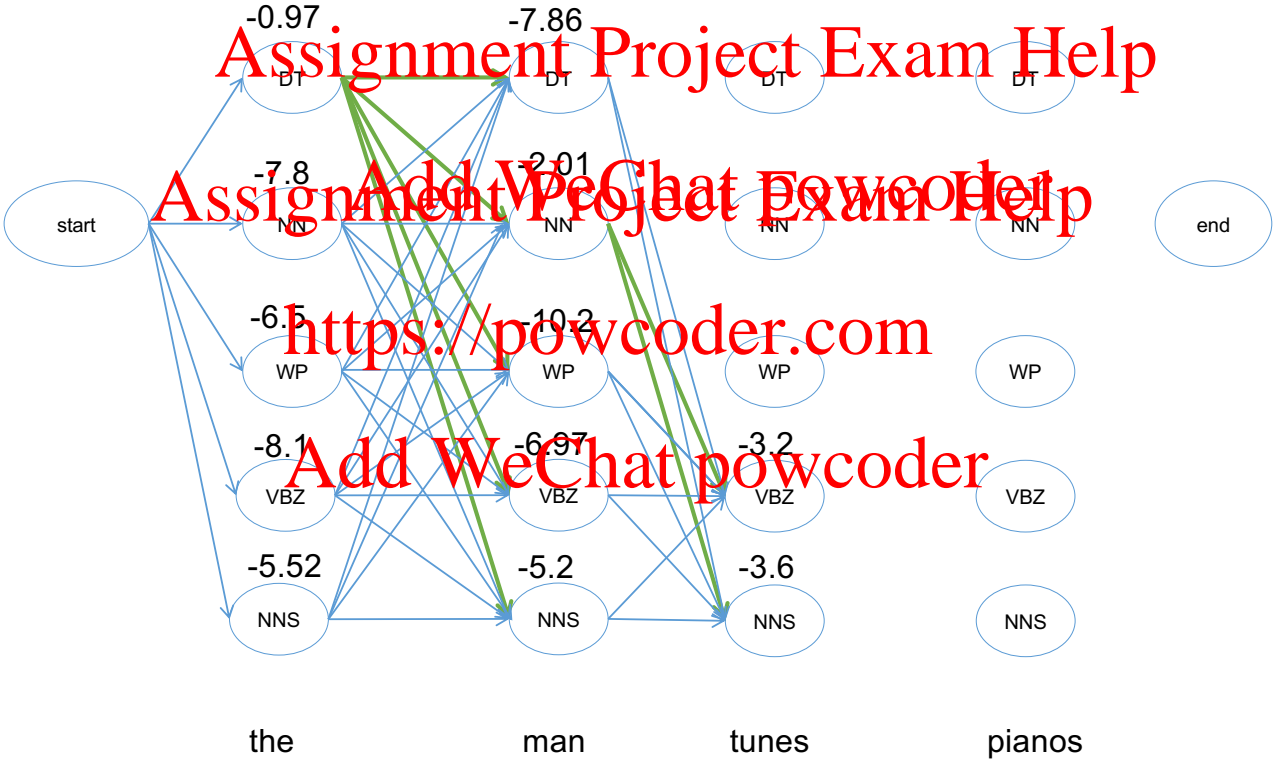 -0.97 -7.86
Assignment Project Exam Help
DT DT DT DT
-7.8 -2.01
Add WeChat powcoder
Assignment Project Exam Help
start NN NN NN NN end
-6.5 -10.2
https://powcoder.com
WP WP WP WP
-8.1 -6.97 -3.2
Add WeChat powcoder
VBZ VBZ VBZ VBZ
-5.52 -5.2 -3.6
NNS NNS NNS NNS
the man tunes pianos